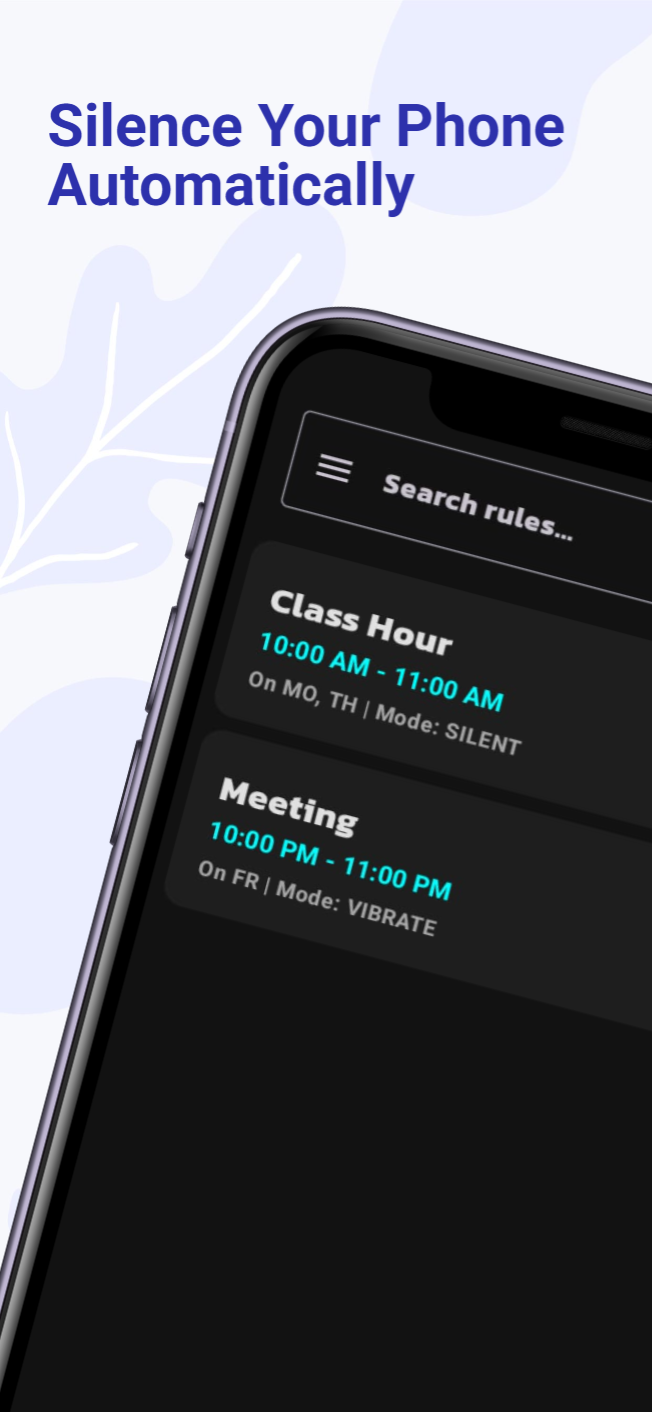 Silence Your Phone
Automatically
Search rules...
Class Hour
10:00 AM - 11:00 AM
On MO, TH | Mode: SILENT
Meeting
10:00 PM - 11:00 PM
On FR | Mode: VIBRATE